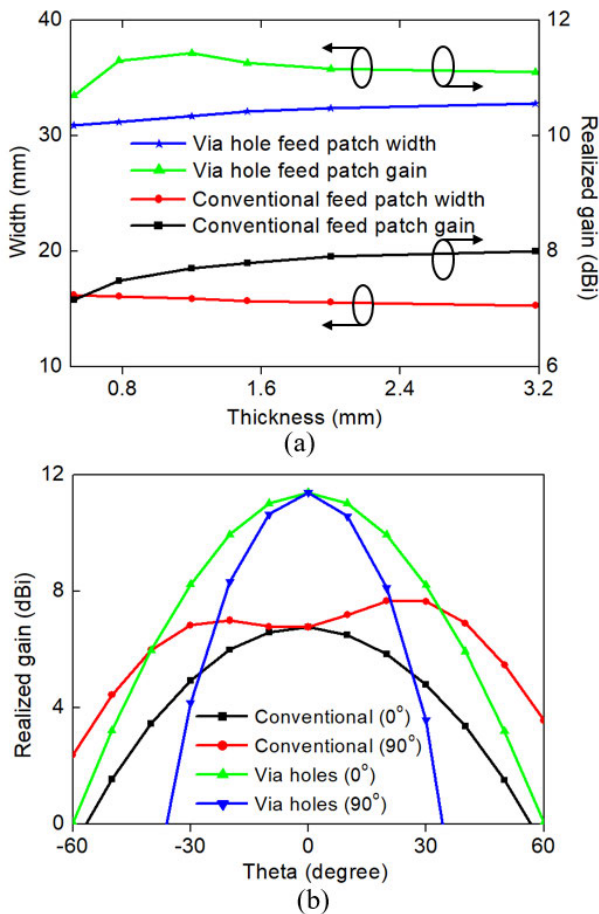 40
30
20
10
Width (mm)
12
10
8
6
Realized gain (dBi)
Via hole feed patch width
Via hole feed patch gain
Conventional feed patch width
Conventional feed patch gain
0.8 1.6 2.4 3.2
Thickness (mm)
(a)
12
8
4
0
Realized gain (dBi)
Conventional (0°)
Conventional (90°)
Via holes (0°)
Via holes (90°)
-60 -30 0 30 60
Theta (degree)
(b)